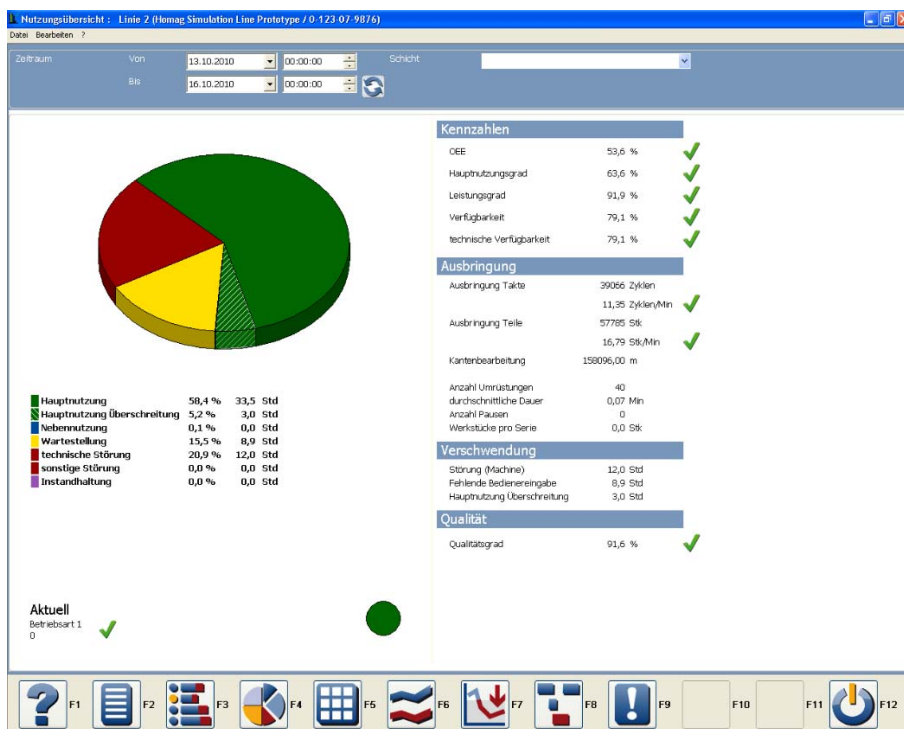 Nutzungsübersicht : Linie 2 (Homag Simulation Line Prototype / 0-123-07-9876)
Datei Bearbeiten ?
Zeitraum Von 13.10.2010 00:00:00 Schicht
Bis 16.10.2010 00:00:00
Kennzahlen
OEE 53,6 %
Hauptnutzungsgrad 63,6 %
Leistungsgrad 91,9 %
Verfügbarkeit 79,1 %
technische Verfügbarkeit 79,1 %
Ausbringung
Ausbringung Takte 39066 Zyklen
11,35 Zyklen/Min
Ausbringung Teile 57785 Stk
16,79 Stk/Min
Kantenbearbeitung 158096,00 m
Anzahl Umrüstungen 40
durchschnittliche Dauer 0,07 Min
Anzahl Pausen 0
Werkstücke pro Serie 0,0 Stk
Verschwendung
Störung (Machine) 12,0 Std
Fehlende Bedienereingabe 8,9 Std
Hauptnutzung Überschreitung 3,0 Std
Qualität
Qualitätsgrad 91,6 %
Hauptnutzung 58,4 % 33,5 Std
Hauptnutzung Überschreitung 5,2 % 3,0 Std
Nebennutzung 0,1 % 0,0 Std
Wartestellung 15,5 % 8,9 Std
technische Störung 20,9 % 12,0 Std
sonstige Störung 0,0 % 0,0 Std
Instandhaltung 0,0 % 0,0 Std
Aktuell
Betriebsart 1
0
F1 F2 F3 F4 F5 F6 F7 F8 F9 F10 F11 F12